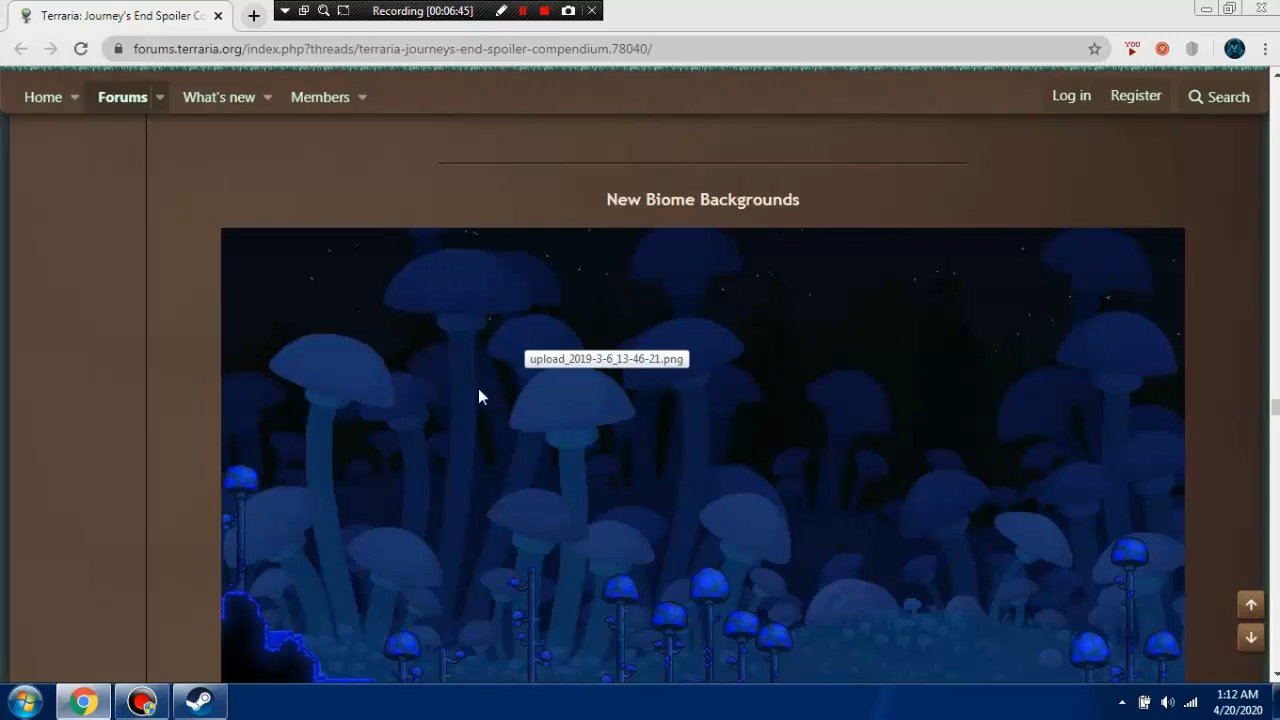 Terraria: Journey's End Spoiler Co
Recording [00:06:45]
forums.terraria.org/index.php?threads/terraria-journeys-end-spoiler-compendium.78040/
YOU
Home
Forums
What's new
Members
Log in
Register
Search
New Biome Backgrounds
upload_2019-3-6_13-46-21.png
1:12 AM
4/20/2020